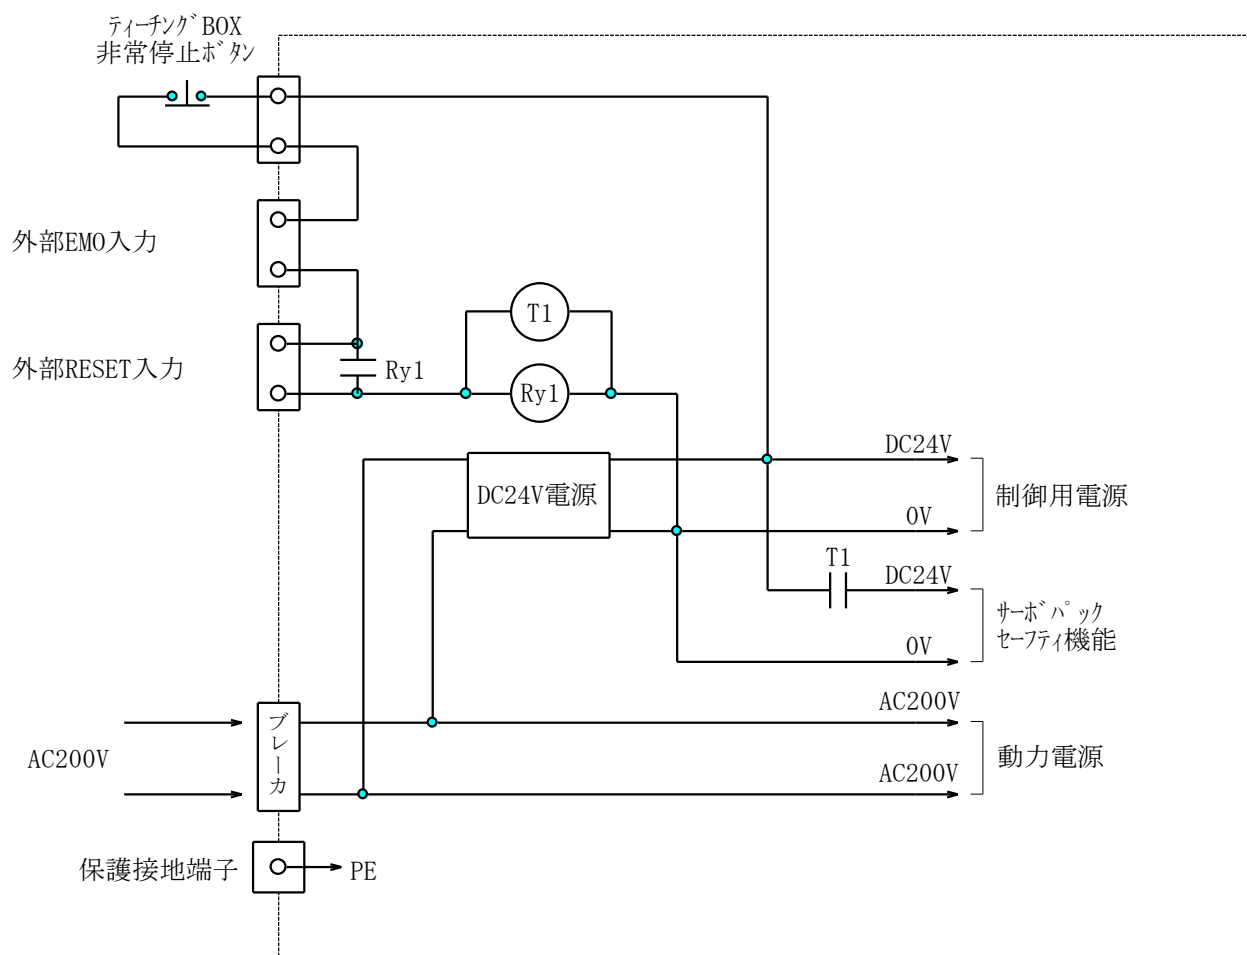 ティーチングBOX
非常停止ボタン
外部EMO入力
T1
外部RESET入力
Ry1
Ry1
DC24V
DC24V電源
制御用電源
0V
T1
DC24V
サーボパック
セーフティ機能
0V
AC200V
ブレーカ
AC200V
動力電源
AC200V
保護接地端子
PE